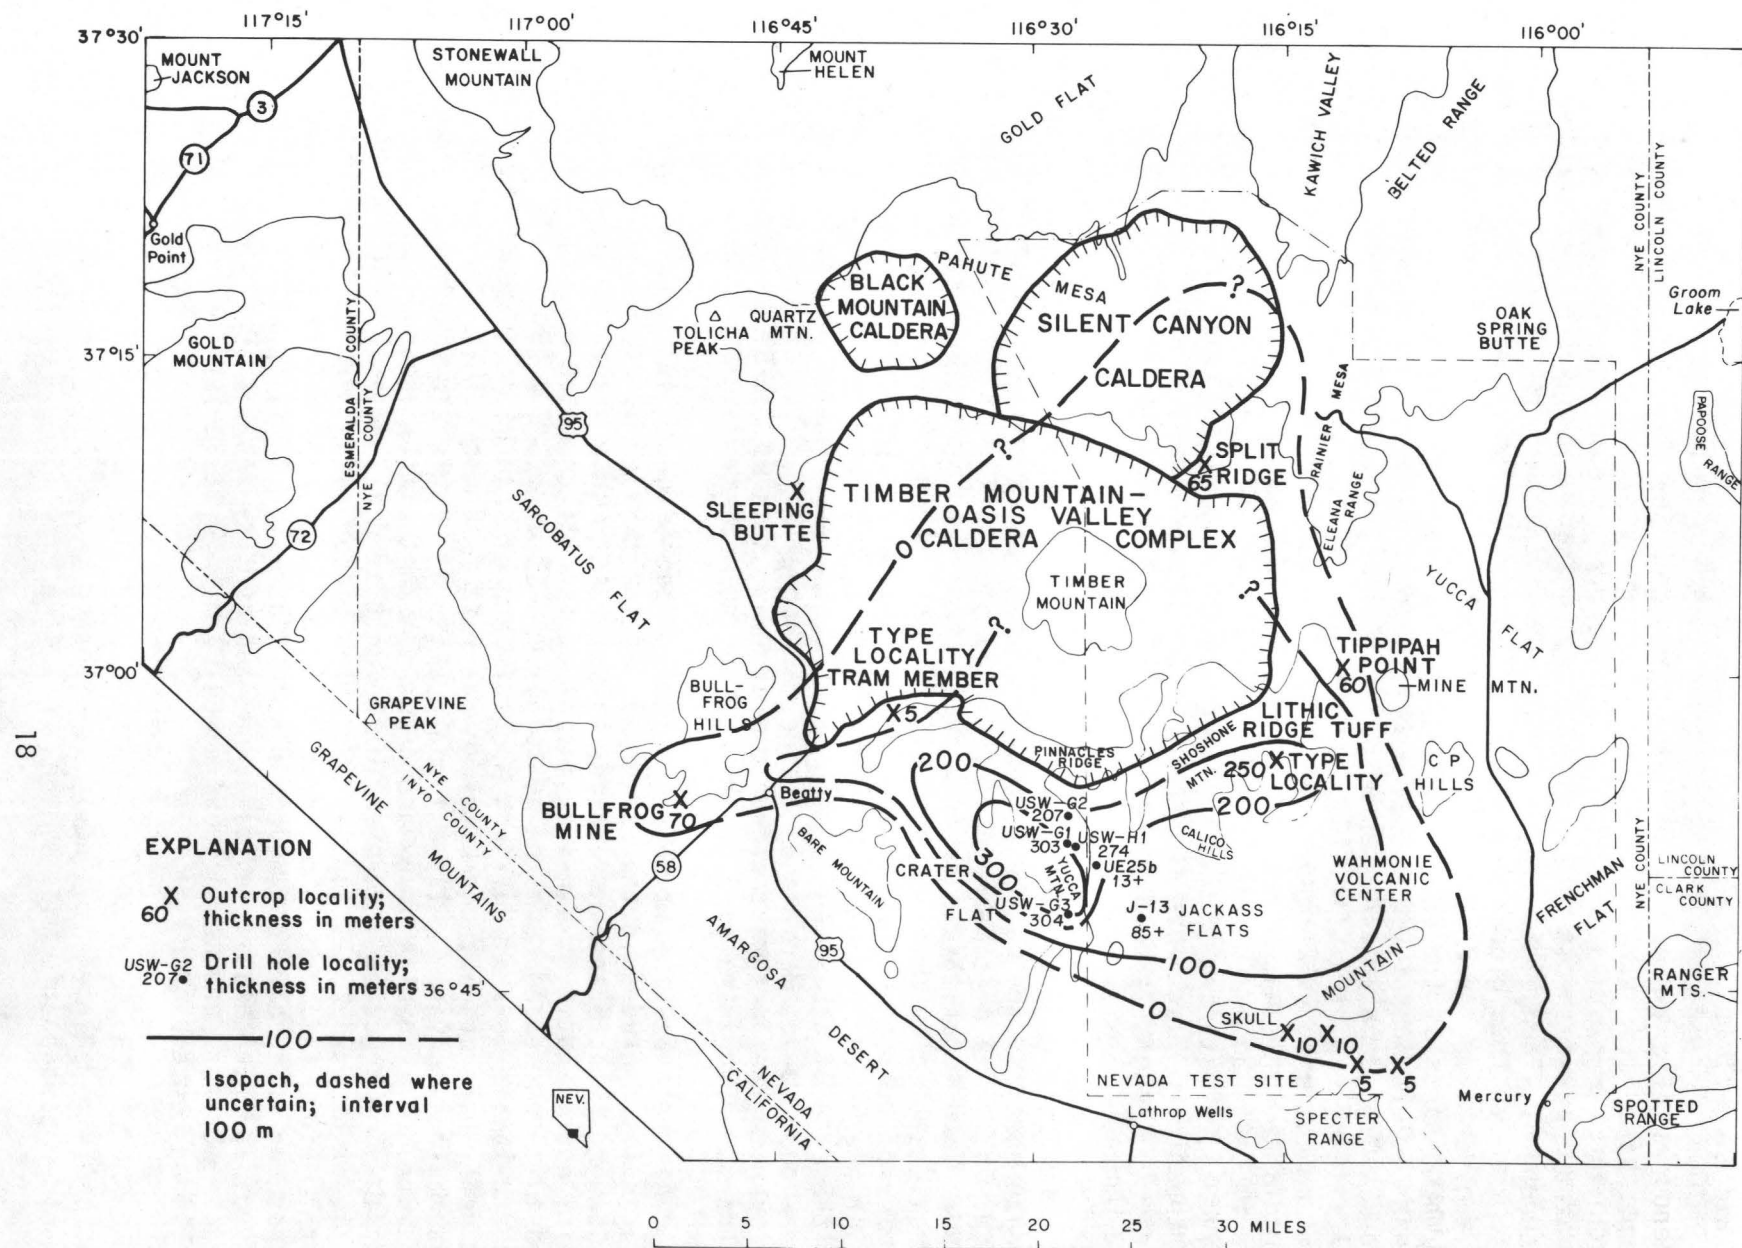 117°15'
117°00'
116°45'
116°30'
116°15'
116°00'
37°30'
MOUNT
JACKSON
STONEWALL
MOUNTAIN
MOUNT
HELEN
GOLD FLAT
KAWICH VALLEY
BELTED RANGE
NYE COUNTY
LINCOLN COUNTY
3
71
Gold
Point
PAHUTE
MESA
BLACK
MOUNTAIN
CALDERA
?
SILENT CANYON
CALDERA
Groom
Lake
QUARTZ
MTN.
TOLICHA
PEAK
OAK
SPRING
BUTTE
GOLD
MOUNTAIN
37°15'
ESMERALDA COUNTY
NYE COUNTY
RAINIER MESA
PAPOOSE
RANGE
95
?
SPLIT
RIDGE
65
ELEANA
RANGE
SLEEPING
BUTTE
TIMBER MOUNTAIN-
OASIS VALLEY
CALDERA COMPLEX
0
72
SARCOBATUS FLAT
TIMBER
MOUNTAIN
?
YUCCA
FLAT
?
TYPE
LOCALITY
TRAM MEMBER
5
TIPPIPAH
POINT
60
MINE MTN.
37°00'
BULL-
FROG
HILLS
GRAPEVINE
PEAK
LITHIC
RIDGE TUFF
250
TYPE
LOCALITY
SHOSHONE
MTN.
PINNACLES
RIDGE
200
200
C P
HILLS
GRAPEVINE
MOUNTAINS
NYE COUNTY
INYO COUNTY
BULLFROG
MINE
70
Beatty
USW-G2
207
USW-G1
303
USW-H1
274
UE25b
13+
CALICO
HILLS
BARE MOUNTAIN
CRATER
FLAT
300
YUCCA
MTN.
USW-G3
304
J-13
85+
JACKASS
FLATS
WAHMONIE
VOLCANIC
CENTER
FRENCHMAN
FLAT
NYE COUNTY
LINCOLN
COUNTY
CLARK
COUNTY
58
95
AMARGOSA
DESERT
100
0
SKULL
MOUNTAIN
10
10
5
5
RANGER
MTS.
NEVADA TEST SITE
NEVADA
CALIFORNIA
Lathrop Wells
SPECTER
RANGE
Mercury
SPOTTED
RANGE
EXPLANATION
X
60
Outcrop locality;
thickness in meters
USW-G2
207
Drill hole locality;
thickness in meters
36°45'
100
Isopach, dashed where
uncertain; interval
100 m
NEV.
0 5 10 15 20 25 30 MILES
18